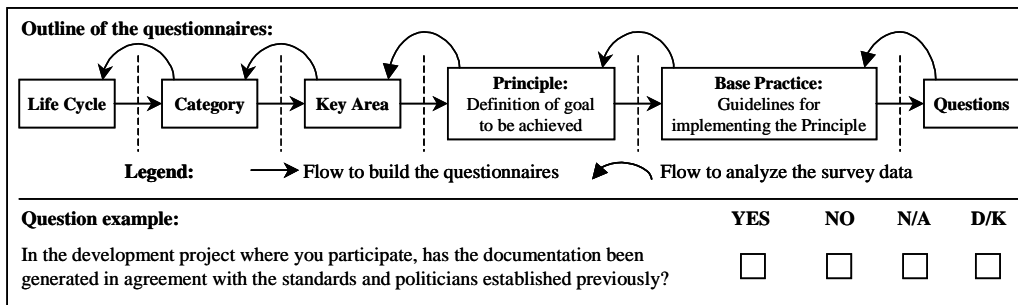 Outline of the questionnaires:
Life Cycle
Category
Key Area
Principle:
Definition of goal
to be achieved
Base Practice:
Guidelines for
implementing the Principle
Questions
Legend:
Flow to build the questionnaires
Flow to analyze the survey data
Question example:
YES NO N/A D/K
In the development project where you participate, has the documentation been
generated in agreement with the standards and politicians established previously?